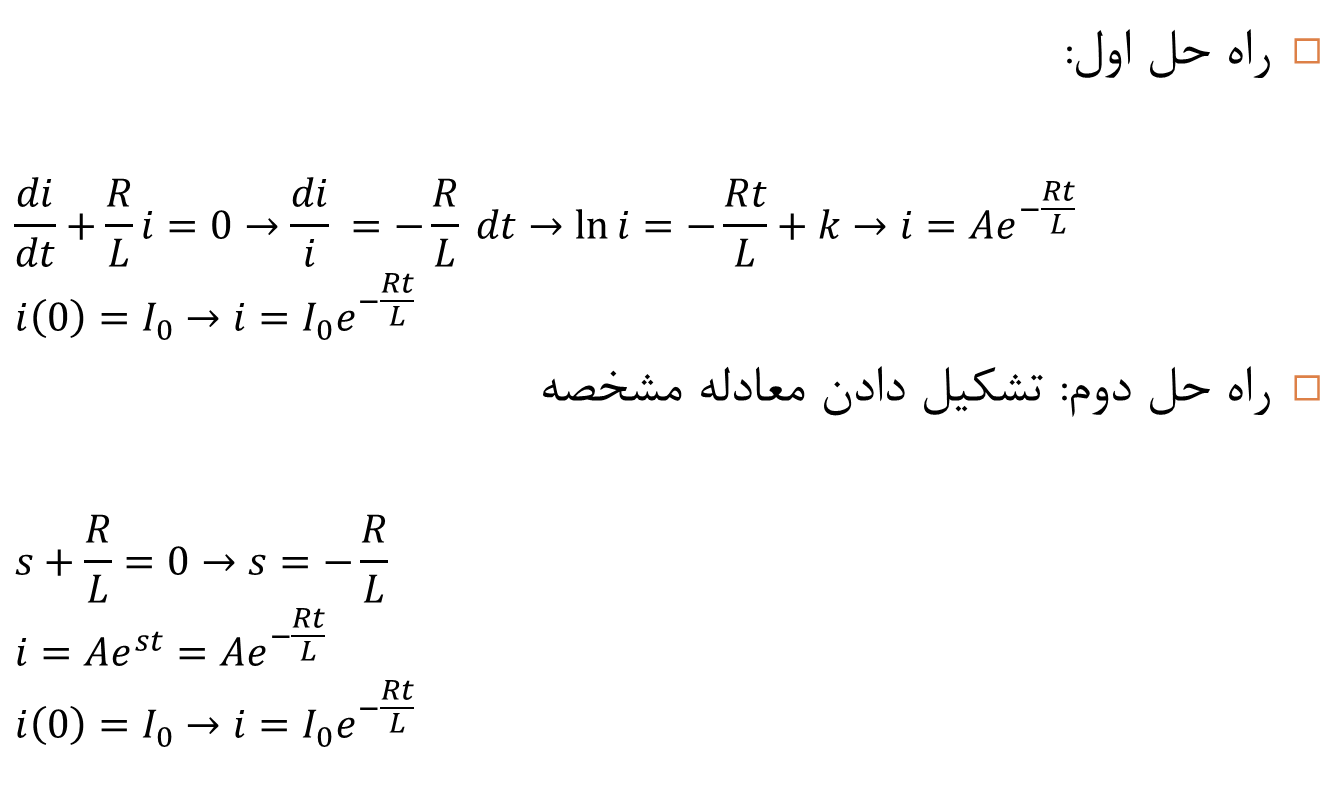 راه حل اول:
di/dt + R/L i = 0 → di/i = − R/L dt → ln i = − Rt/L + k → i = Ae^(−Rt/L)
i(0) = I₀ → i = I₀e^(−Rt/L)
راه حل دوم: تشکیل دادن معادله مشخصه
s + R/L = 0 → s = − R/L
i = Ae^(st) = Ae^(−Rt/L)
i(0) = I₀ → i = I₀e^(−Rt/L)